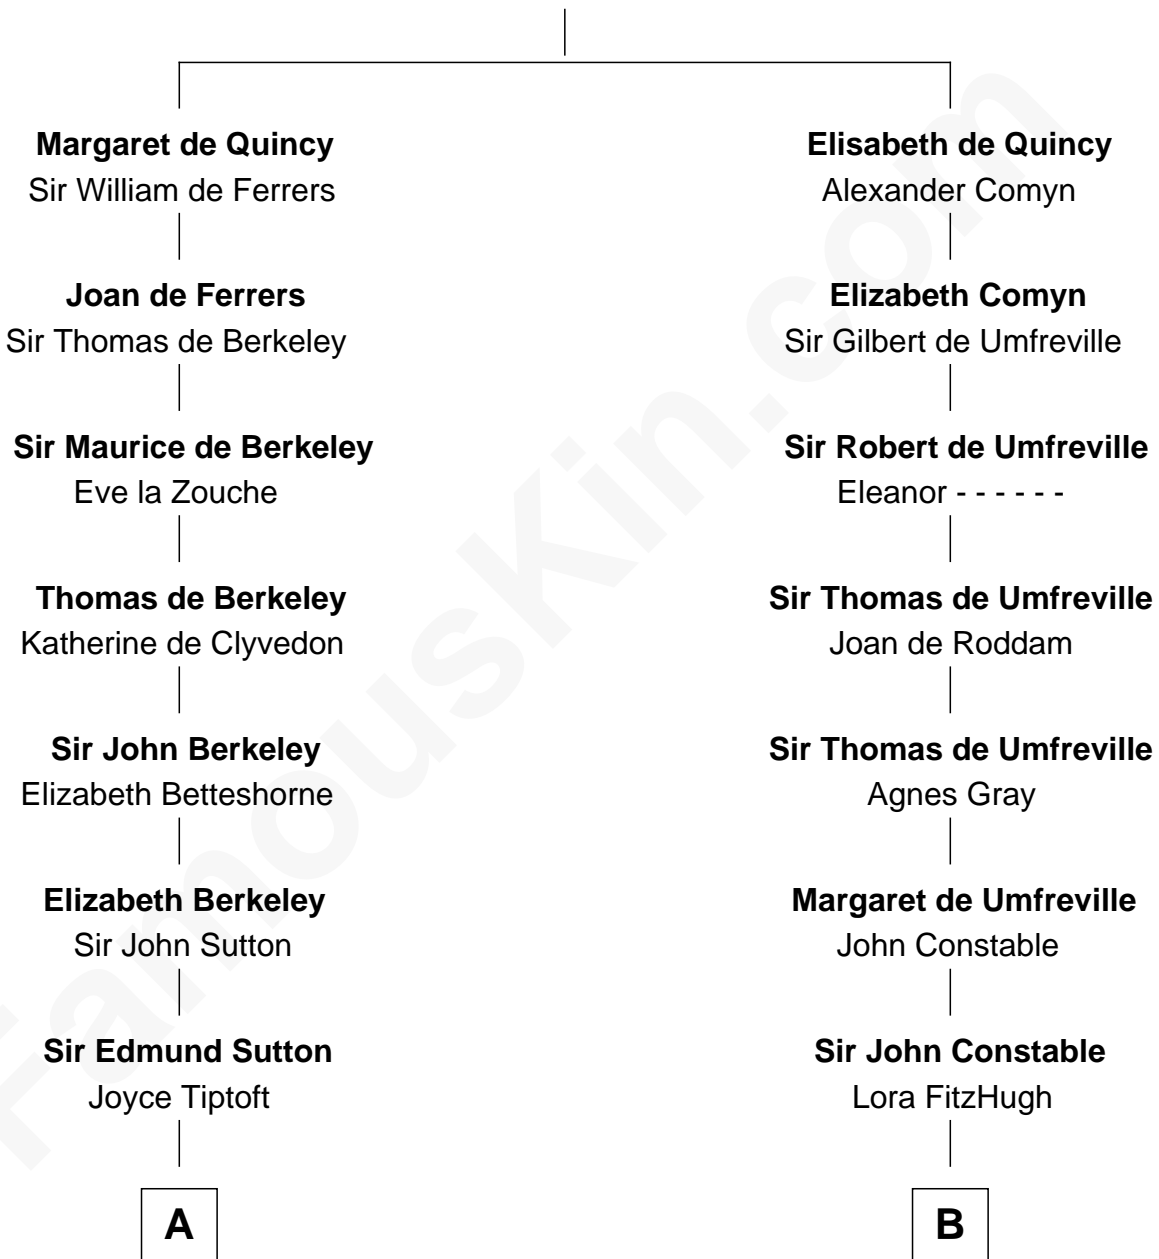 Margaret de Quincy
Sir William de Ferrers
Joan de Ferrers
Sir Thomas de Berkeley
Sir Maurice de Berkeley
Eve la Zouche
Thomas de Berkeley
Katherine de Clyvedon
Sir John Berkeley
Elizabeth Betteshorne
Elizabeth Berkeley
Sir John Sutton
Sir Edmund Sutton
Joyce Tiptoft
A
Elisabeth de Quincy
Alexander Comyn
Elizabeth Comyn
Sir Gilbert de Umfreville
Sir Robert de Umfreville
Eleanor - - - - - -
Sir Thomas de Umfreville
Joan de Roddam
Sir Thomas de Umfreville
Agnes Gray
Margaret de Umfreville
John Constable
Sir John Constable
Lora FitzHugh
B
FamousKin.com